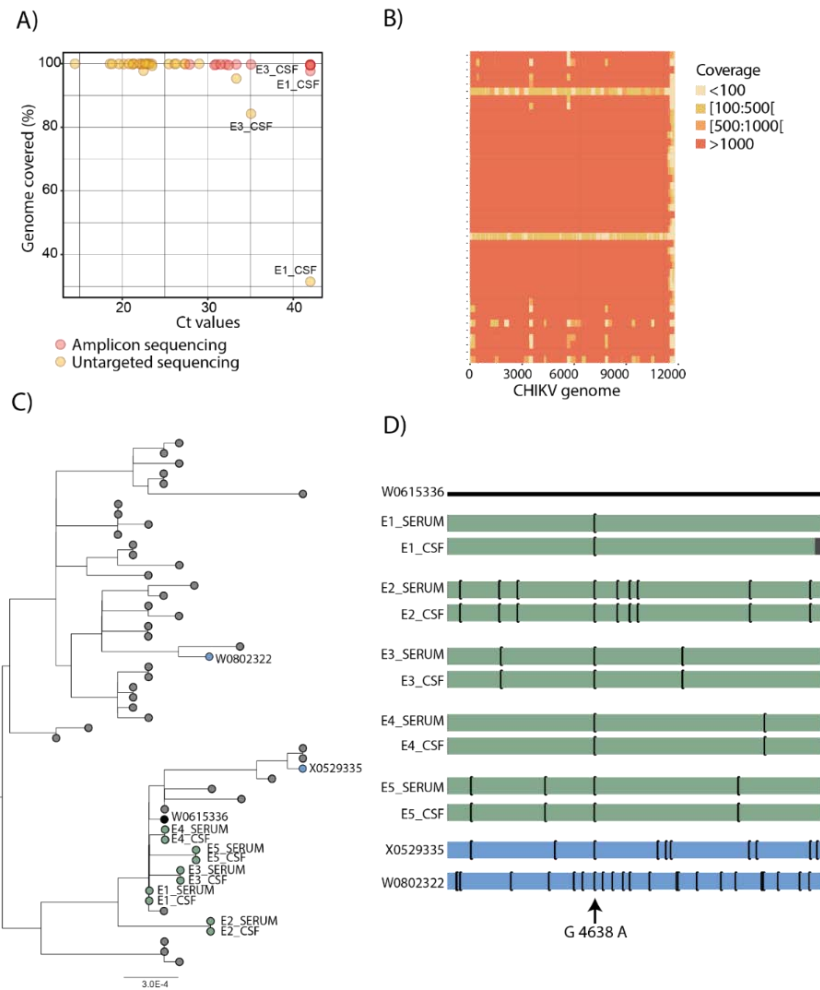 A)
100
80
60
40
Genome covered (%)
E3_CSF
E1_CSF
E3_CSF
E1_CSF
20
30
40
Ct values
Amplicon sequencing
Untargeted sequencing
B)
Coverage
<100
[100:500[
[500:1000[
>1000
0
3000
6000
9000
12000
CHIKV genome
C)
W0802322
X0529335
W0615336
E4_SERUM
E4_CSF
E5_SERUM
E5_CSF
E3_SERUM
E3_CSF
E1_SERUM
E1_CSF
E2_SERUM
E2_CSF
3.0E-4
D)
W0615336
E1_SERUM
E1_CSF
E2_SERUM
E2_CSF
E3_SERUM
E3_CSF
E4_SERUM
E4_CSF
E5_SERUM
E5_CSF
X0529335
W0802322
G 4638 A